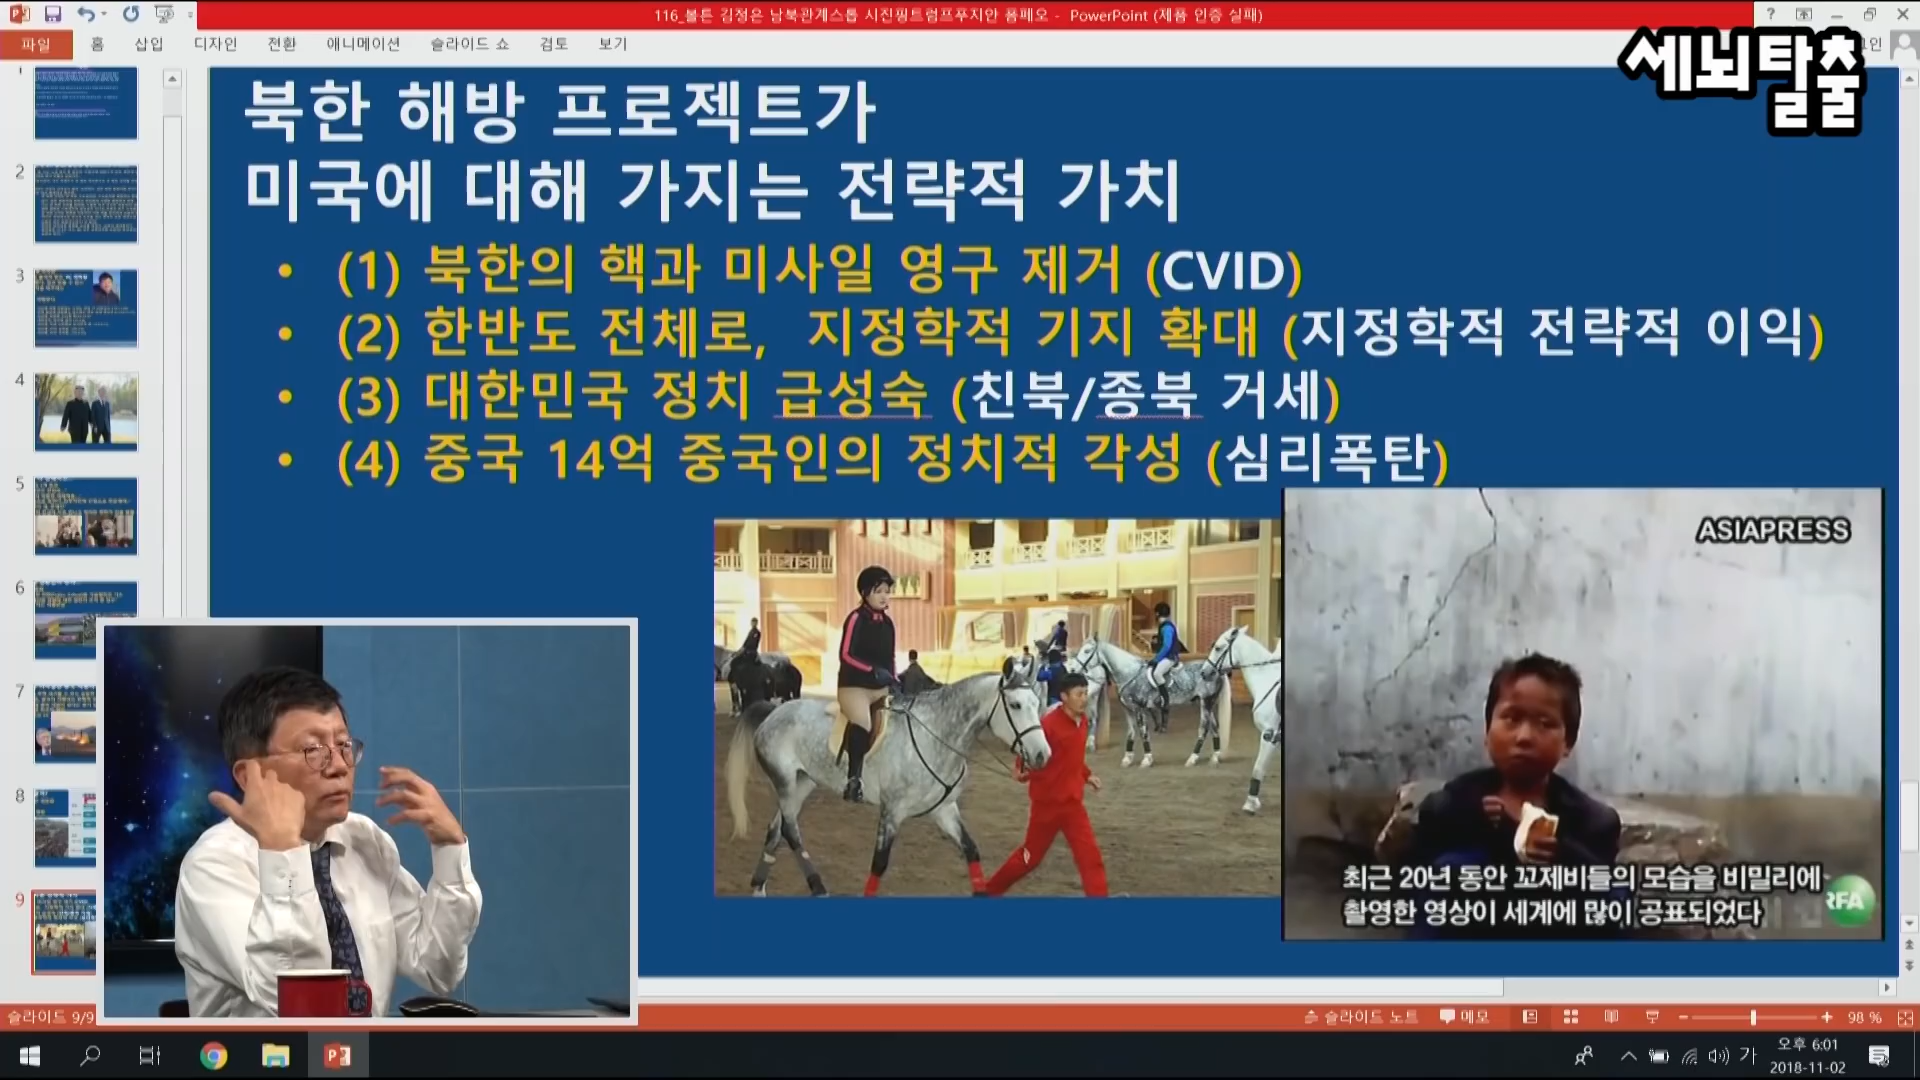 116_볼튼 김정은 남북관계스톱 시진핑트럼프푸지안 폼페오 - PowerPoint (제품 인증 실패)
파일 홈 삽입 디자인 전환 애니메이션 슬라이드 쇼 검토 보기
세뇌탈출
북한 해방 프로젝트가
미국에 대해 가지는 전략적 가치
• (1) 북한의 핵과 미사일 영구 제거 (CVID)
• (2) 한반도 전체로, 지정학적 기지 확대 (지정학적 전략적 이익)
• (3) 대한민국 정치 급성숙 (친북/종북 거세)
• (4) 중국 14억 중국인의 정치적 각성 (심리폭탄)
2
3
4
5
6
7
8
9
ASIAPRESS
최근 20년 동안 꼬제비들의 모습을 비밀리에
촬영한 영상이 세계에 많이 공표되었다
RFA
슬라이드 9/9
슬라이드 노트 메모 98 %
가
오후 6:01
2018-11-02